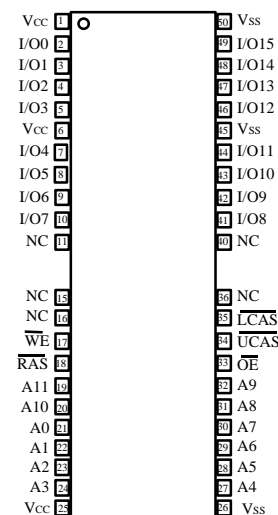 Vcc 1 50 Vss
I/O0 2 49 I/O15
I/O1 3 48 I/O14
I/O2 4 47 I/O13
I/O3 5 46 I/O12
Vcc 6 45 Vss
I/O4 7 44 I/O11
I/O5 8 43 I/O10
I/O6 9 42 I/O9
I/O7 10 41 I/O8
NC 11 40 NC
NC 15 36 NC
NC 16 35 LCAS
WE 17 34 UCAS
RAS 18 33 OE
A11 19 32 A9
A10 20 31 A8
A0 21 30 A7
A1 22 29 A6
A2 23 28 A5
A3 24 27 A4
Vcc 25 26 Vss